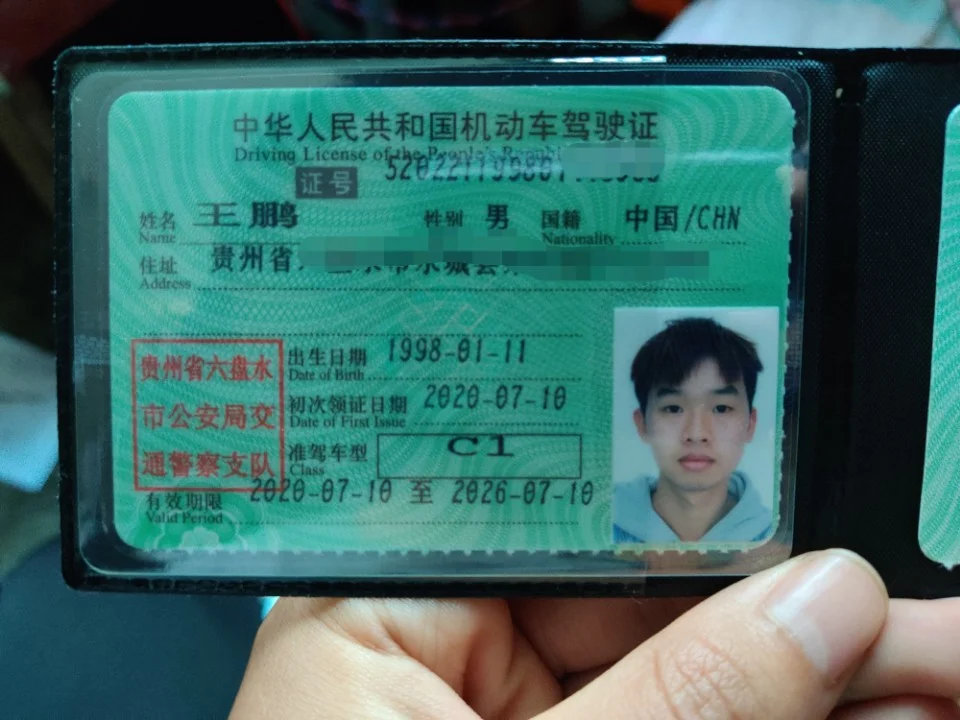 中华人民共和国机动车驾驶证
Driving License of the People's
证号
姓名 王鹏 性别 男 国籍 中国/CHN
Name Nationality
住址 贵州省
Address
出生日期 1998-01-11
Date of Birth
初次领证日期 2020-07-10
Date of First Issue
准驾车型 C1
Class
贵州省六盘水
市公安局交
通警察支队
有效期限 2020-07-10 至 2026-07-10
Valid Period